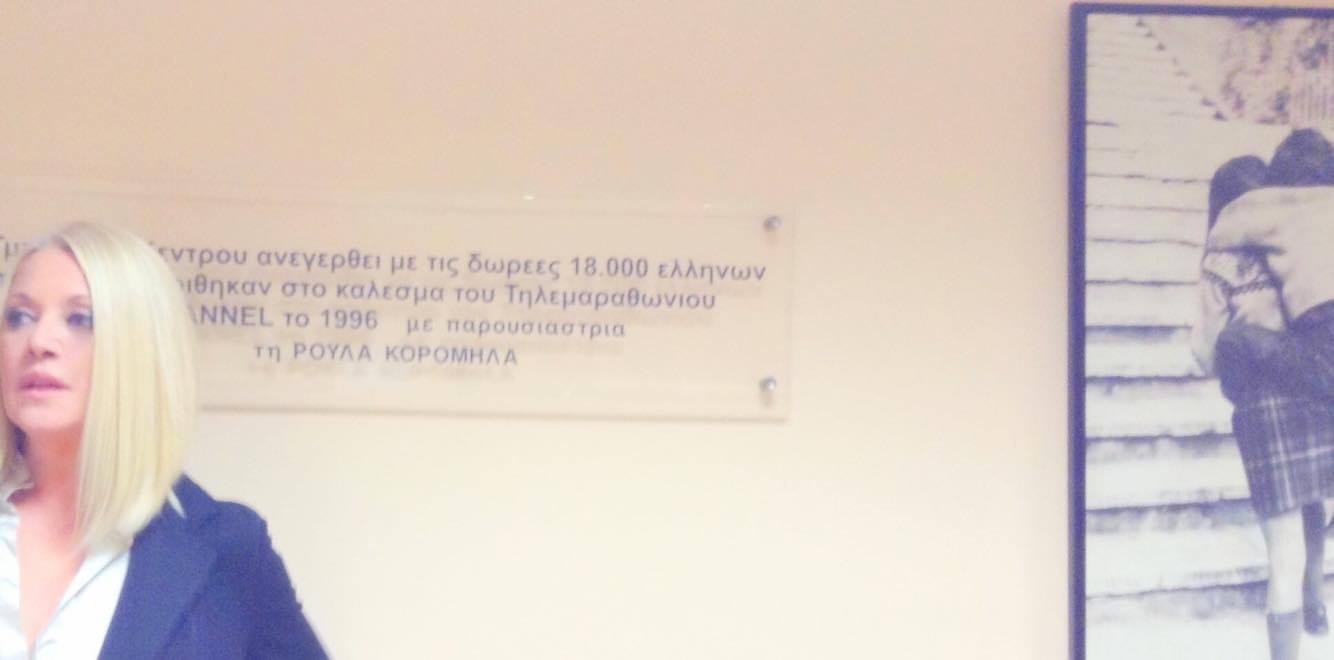 Τμ εντρου ανεγερθει με τις δωρεες 18.000 ελληνων
ιθηκαν στο καλεσμα του Τηλεμαραθωνιου
ANNEL το 1996 με παρουσιαστρια
τη ΡΟΥΛΑ ΚΟΡΟΜΗΛΑ